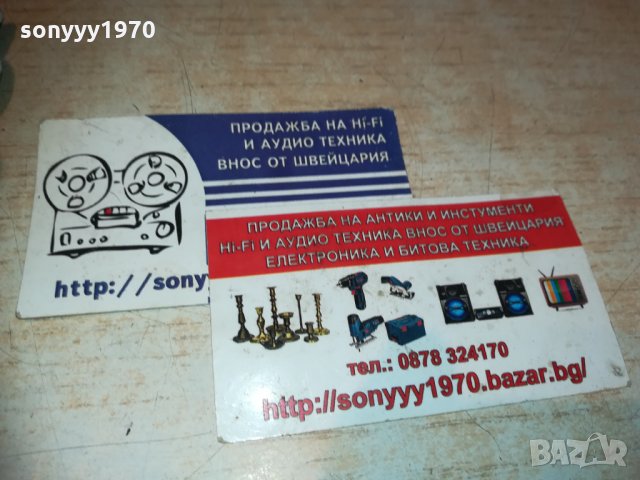 sonyyy1970
ПРОДАЖБА НА Hi-Fi
И АУДИО ТЕХНИКА
ВНОС ОТ ШВЕЙЦАРИЯ
http://sony
ПРОДАЖБА НА АНТИКИ И ИНСТУМЕНТИ
Hi-Fi И АУДИО ТЕХНИКА ВНОС ОТ ШВЕЙЦАРИЯ
ЕЛЕКТРОНИКА И БИТОВА ТЕХНИКА
тел.: 0878 324170
http://sonyyy1970.bazar.bg/
BAZAR